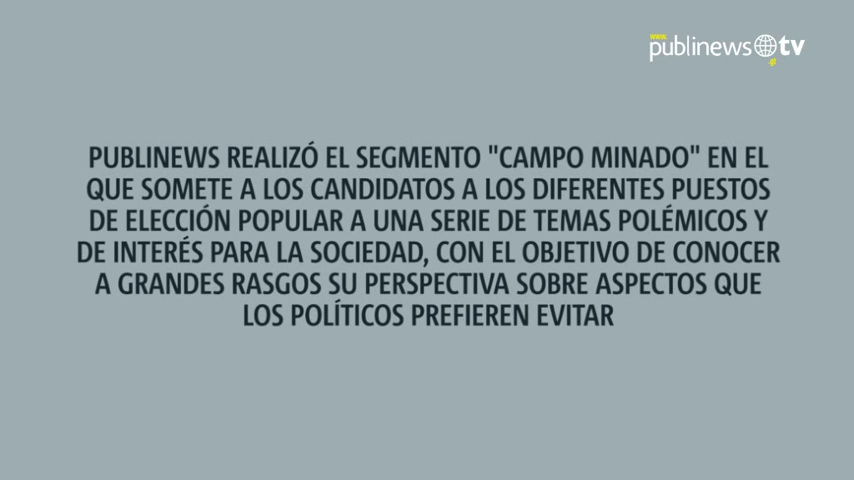 www.
publinews tv
PUBLINEWS REALIZÓ EL SEGMENTO "CAMPO MINADO" EN EL
QUE SOMETE A LOS CANDIDATOS A LOS DIFERENTES PUESTOS
DE ELECCIÓN POPULAR A UNA SERIE DE TEMAS POLÉMICOS Y
DE INTERÉS PARA LA SOCIEDAD, CON EL OBJETIVO DE CONOCER
A GRANDES RASGOS SU PERSPECTIVA SOBRE ASPECTOS QUE
LOS POLÍTICOS PREFIEREN EVITAR